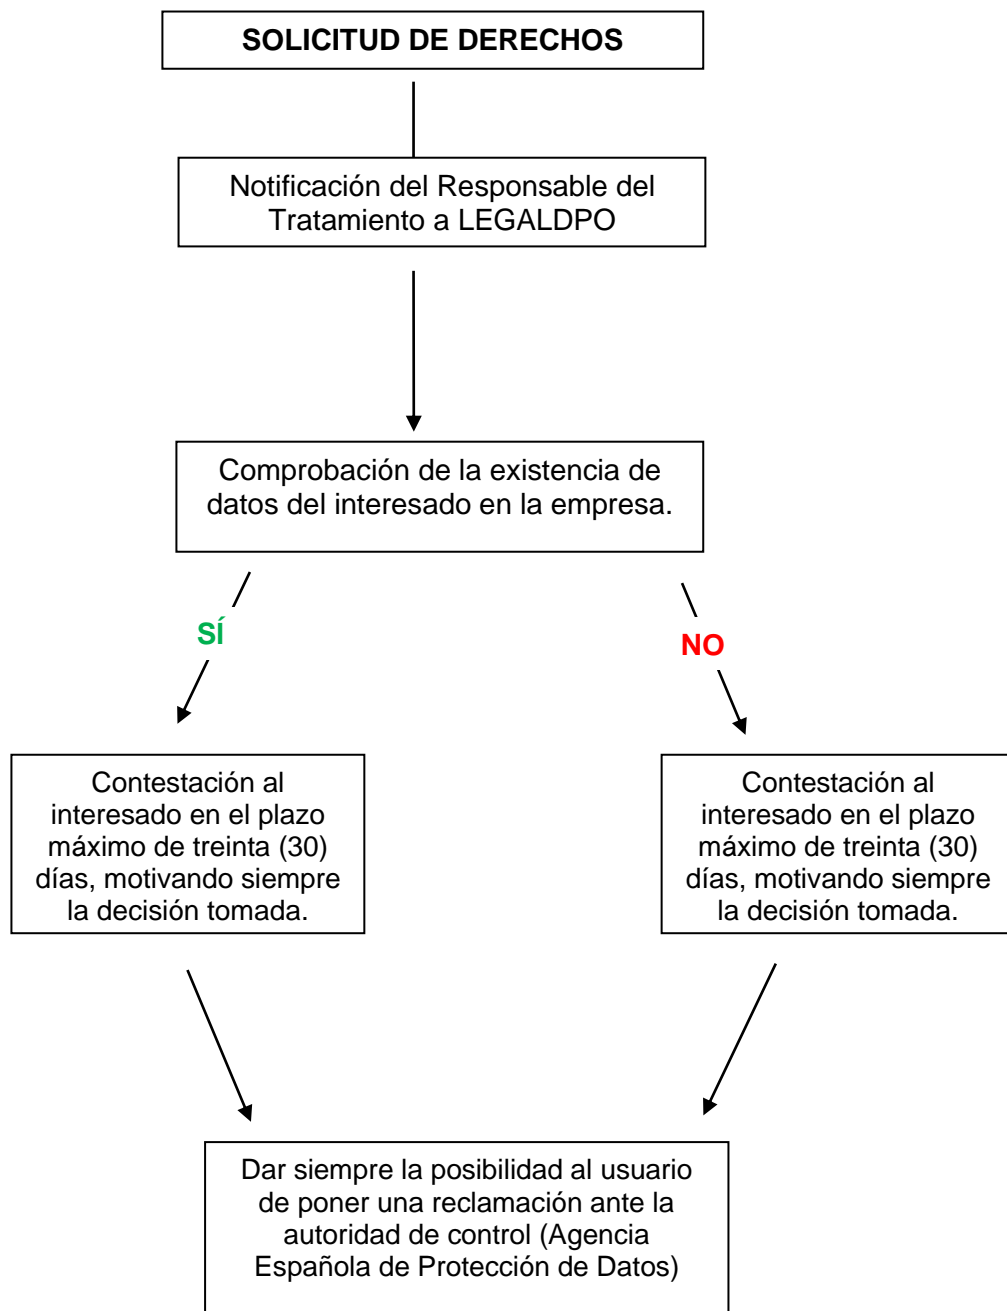 SOLICITUD DE DERECHOS
Notificación del Responsable del
Tratamiento a LEGALDPO
Comprobación de la existencia de
datos del interesado en la empresa.
SÍ
NO
Contestación al
interesado en el plazo
máximo de treinta (30)
días, motivando siempre
la decisión tomada.
Contestación al
interesado en el plazo
máximo de treinta (30)
días, motivando siempre
la decisión tomada.
Dar siempre la posibilidad al usuario
de poner una reclamación ante la
autoridad de control (Agencia
Española de Protección de Datos)